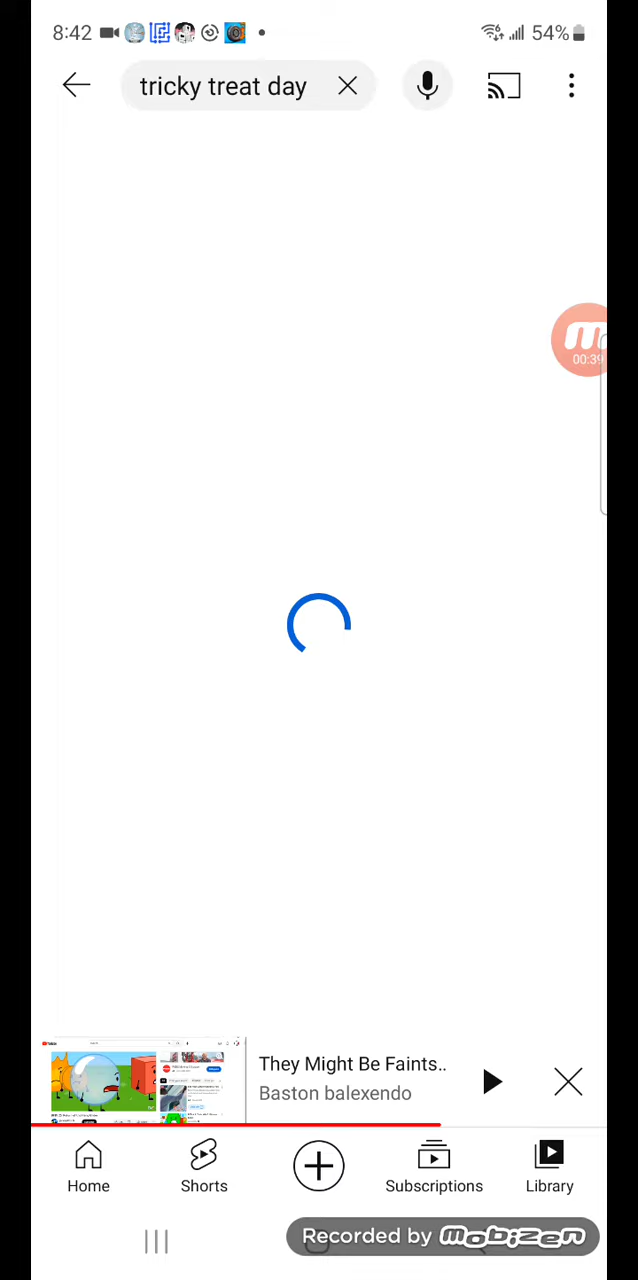 8:42
54%
tricky treat day
00:39
They Might Be Faints..
Baston balexendo
Home
Shorts
Subscriptions
Library
Recorded by mobizen